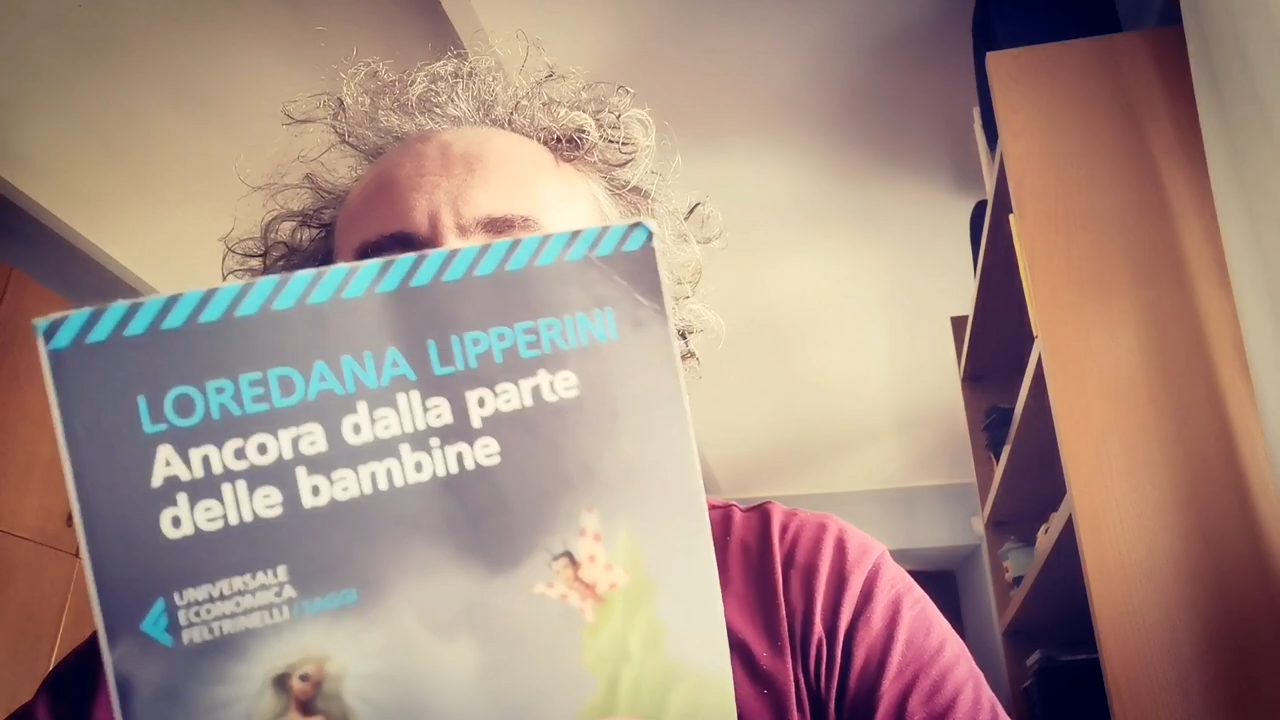 LOREDANA LIPPERINI
Ancora dalla parte
delle bambine
UNIVERSALE
ECONOMICA
FELTRINELLI / SAGGI